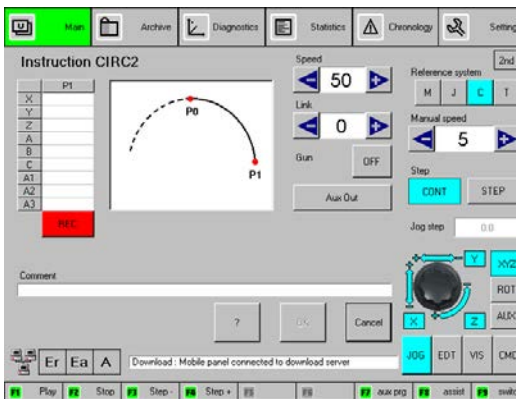 Main Archive Diagnostics Statistics Chronology Setting
Instruction CIRC2
Speed
50
Link
0
Gun OFF
Aux Out
P1
X
Y
Z
A
B
C
A1
A2
A3
REC
P0
P1
2nd
Reference system
M J C T
Manual speed
5
Step
CONT STEP
Jog step 0.0
Y
X Z
XYZ
ROT
AUX
Comment
? OK Cancel
JOG EDT VIS CMD
Er Ea A Download : Mobile panel connected to download server
F1 Play F2 Stop F3 Step - F4 Step + F5 F6 F7 aux prg F8 assist F9 switc